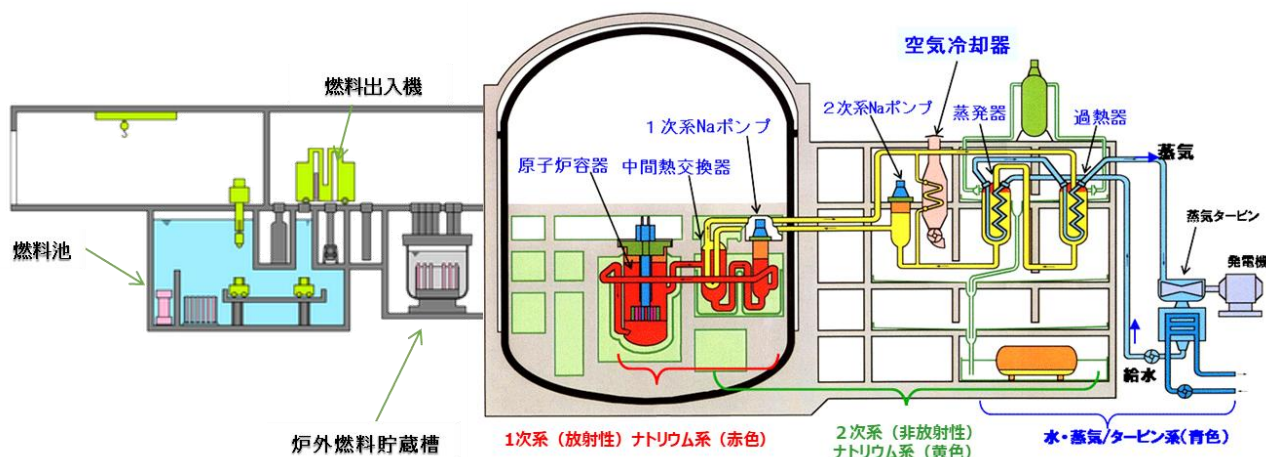 燃料出入機
燃料池
炉外燃料貯蔵槽
原子炉容器
中間熱交換器
1次系Naポンプ
2次系Naポンプ
空気冷却器
蒸発器
過熱器
蒸気
蒸気タービン
発電機
給水
1次系（放射性）ナトリウム系（赤色）
2次系（非放射性）
ナトリウム系（黄色）
水・蒸気/タービン系（青色）